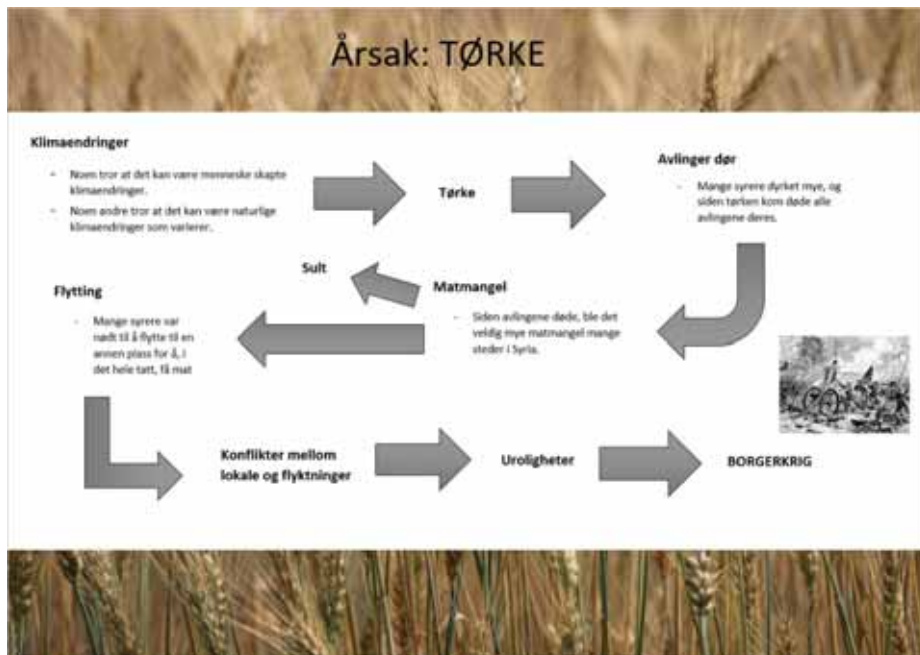 Årsak: TØRKE
Klimaendringer
- Noen tror at det kan være menneske skapte
klimaendringer.
- Noen andre tror at det kan være naturlige
klimaendringer som varierer.
Tørke
Avlinger dør
- Mange syrere dyrket mye, og
siden tørken kom døde alle
avlingene deres.
Matmangel
- Siden avlingene døde, ble det
veldig mye matmangel mange
steder i Syria.
Sult
Flytting
- Mange syrere var
nødt til å flytte til en
annen plass for å, i
det hele tatt, få mat
Konflikter mellom
lokale og flyktninger
Uroligheter
BORGERKRIG